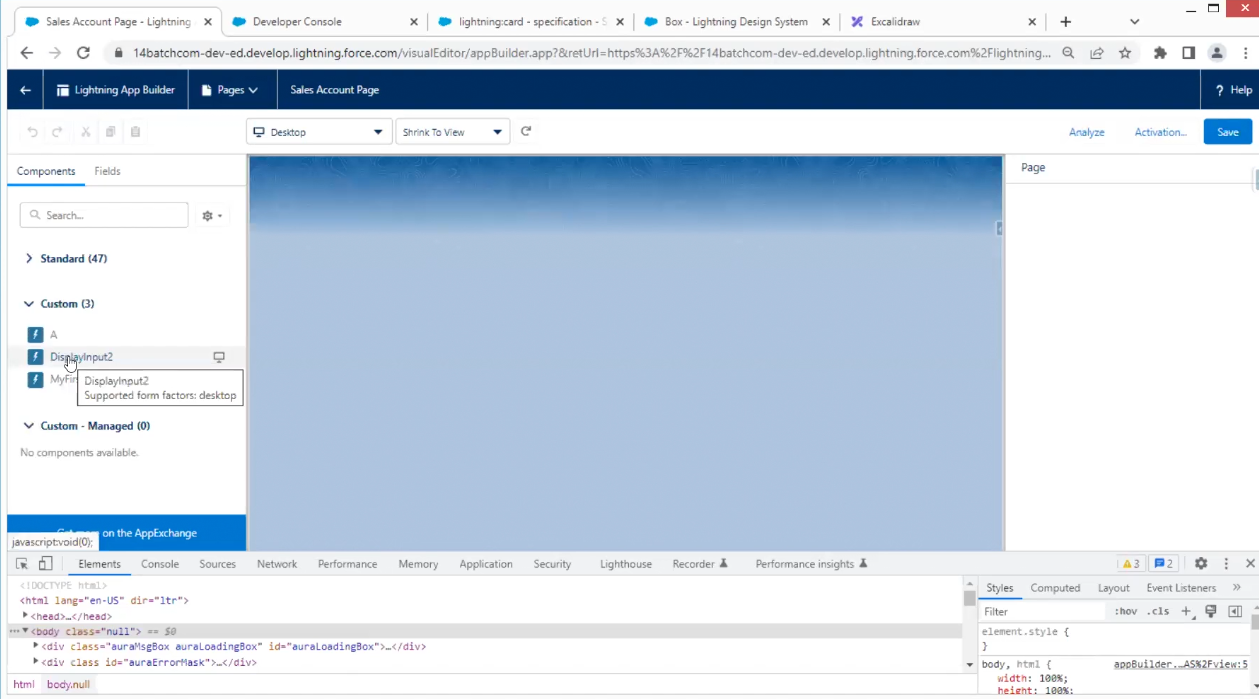 Sales Account Page - Lightning
Developer Console
lightning:card - specification - S
Box - Lightning Design System
Excalidraw
14batchcom-dev-ed.develop.lightning.force.com/visualEditor/appBuilder.app?&retUrl=https%3A%2F%2F14batchcom-dev-ed.develop.lightning.force.com%2Flightning...
Lightning App Builder
Pages
Sales Account Page
? Help
Desktop
Shrink To View
Analyze
Activation...
Save
Components
Fields
Page
Search...
Standard (47)
Custom (3)
A
DisplayInput2
MyFir
DisplayInput2
Supported form factors: desktop
Custom - Managed (0)
No components available.
on the AppExchange
javascript:void(0);
Elements
Console
Sources
Network
Performance
Memory
Application
Security
Lighthouse
Recorder
Performance insights
3
2
<!DOCTYPE html>
<html lang="en-US" dir="ltr">
<head>…</head>
<body class="null"> == $0
<div class="auraMsgBox auraLoadingBox" id="auraLoadingBox">…</div>
<div class id="auraErrorMask">…</div>
html body.null
Styles
Computed
Layout
Event Listeners
Filter
:hov .cls
element.style {
}
body, html { appBuilder.…AS%2Fview:5
width: 100%;
height: 100%;